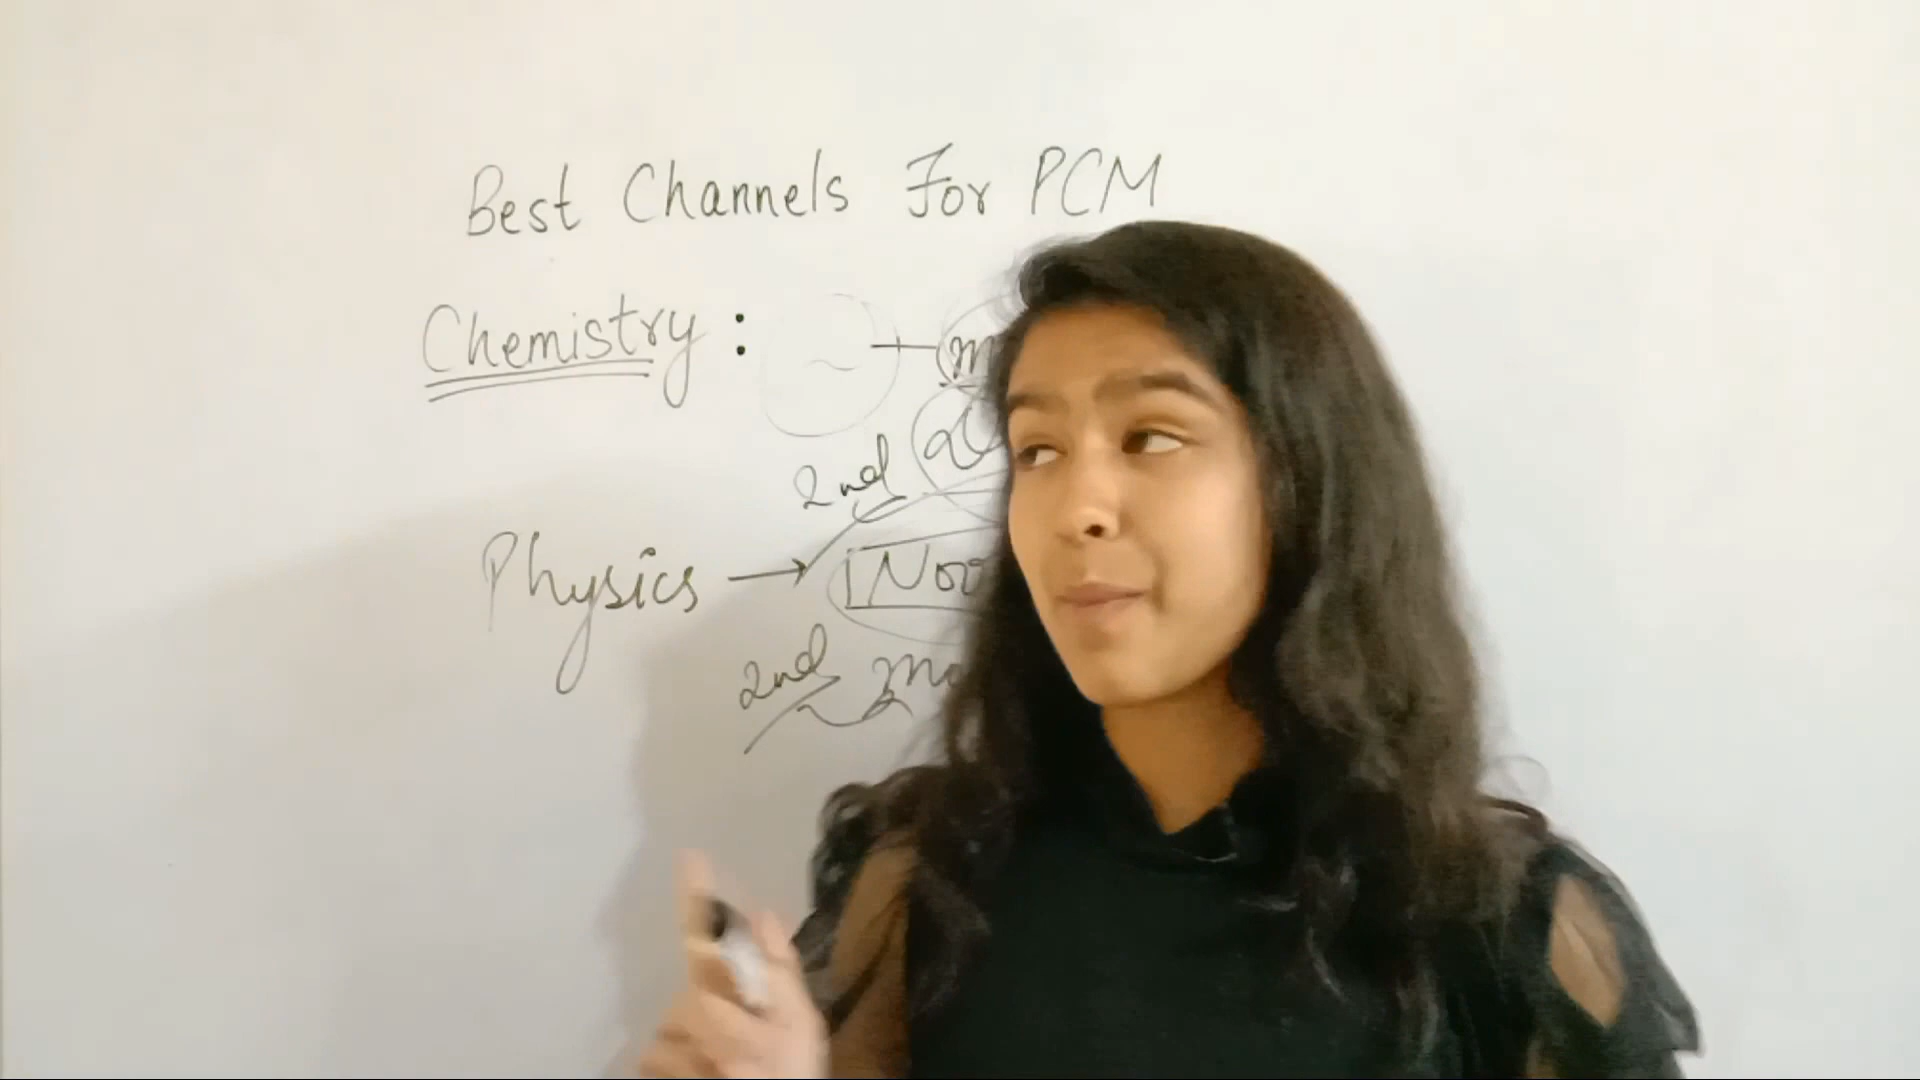 Best Channels For PCM
Chemistry :
2nd
Physics →
2nd